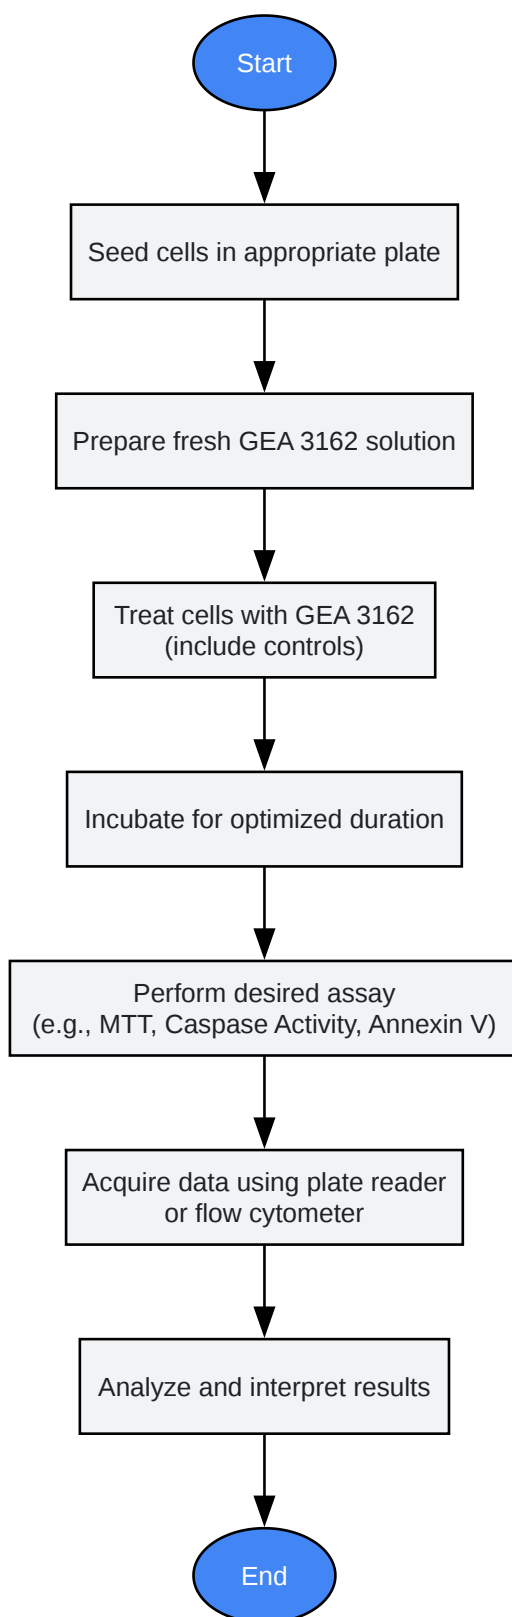 Start
Seed cells in appropriate plate
Prepare fresh GEA 3162 solution
Treat cells with GEA 3162
(include controls)
Incubate for optimized duration
Perform desired assay
(e.g., MTT, Caspase Activity, Annexin V)
Acquire data using plate reader
or flow cytometer
Analyze and interpret results
End